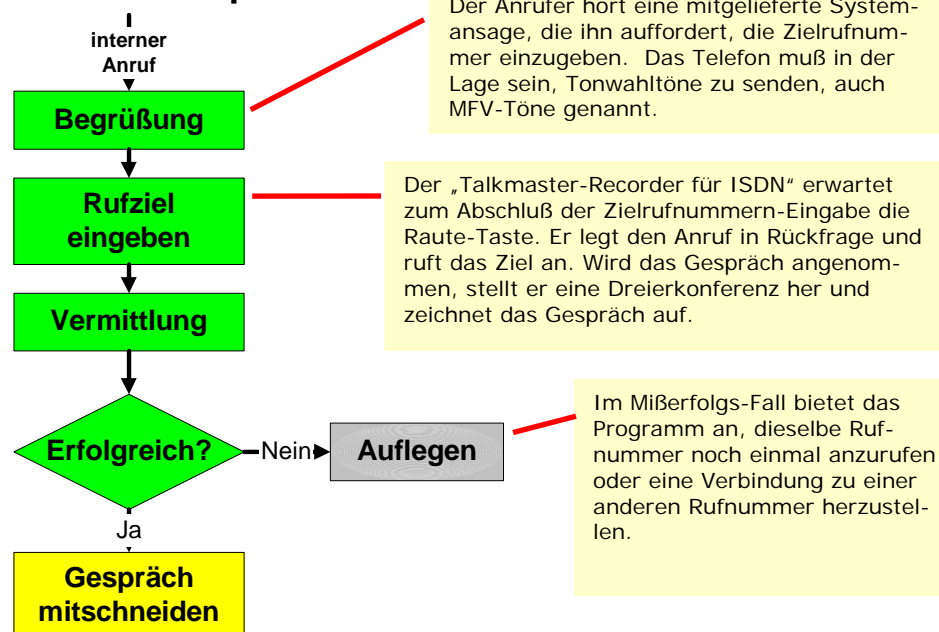 interner
Anruf
Begrüßung
Der Anrufer hört eine mitgelieferte System-
ansage, die ihn auffordert, die Zielrufnum-
mer einzugeben. Das Telefon muß in der
Lage sein, Tonwahltöne zu senden, auch
MFV-Töne genannt.
Rufziel
eingeben
Der „Talkmaster-Recorder für ISDN“ erwartet
zum Abschluß der Zielrufnummern-Eingabe die
Raute-Taste. Er legt den Anruf in Rückfrage und
ruft das Ziel an. Wird das Gespräch angenom-
men, stellt er eine Dreierkonferenz her und
zeichnet das Gespräch auf.
Vermittlung
Erfolgreich?
Nein
Auflegen
Im Mißerfolgs-Fall bietet das
Programm an, dieselbe Ruf-
nummer noch einmal anzurufen
oder eine Verbindung zu einer
anderen Rufnummer herzustel-
len.
Ja
Gespräch
mitschneiden